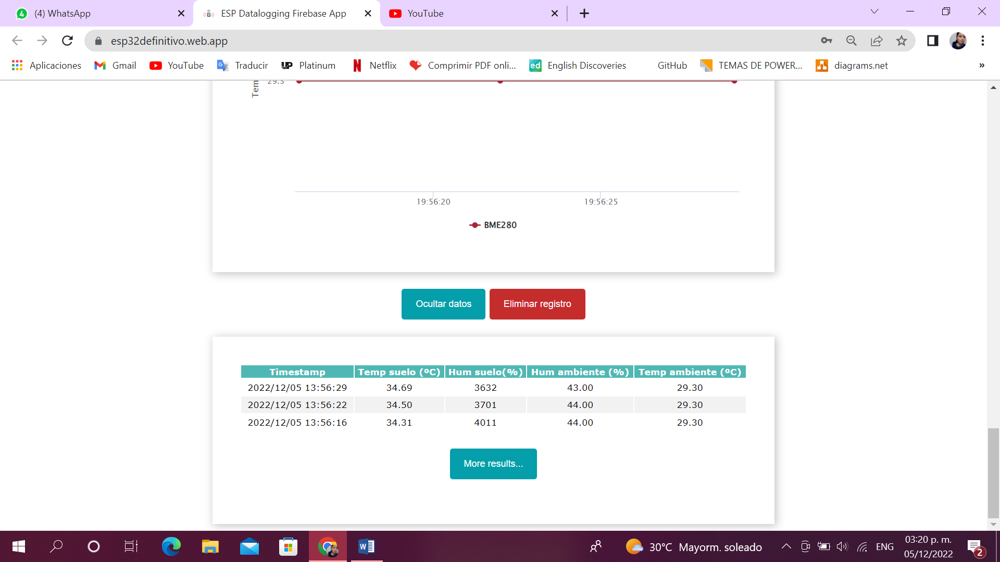 (4) WhatsApp
ESP Datalogging Firebase App
YouTube
esp32definitivo.web.app
Aplicaciones
Gmail
YouTube
Traducir
UP Platinum
Netflix
Comprimir PDF onli...
ed English Discoveries
GitHub
TEMAS DE POWER...
diagrams.net
»
Tem
29.3
19:56:20 19:56:25
BME280
Ocultar datos Eliminar registro
Timestamp Temp suelo (ºC) Hum suelo(%) Hum ambiente (%) Temp ambiente (ºC)
2022/12/05 13:56:29 34.69 3632 43.00 29.30
2022/12/05 13:56:22 34.50 3701 44.00 29.30
2022/12/05 13:56:16 34.31 4011 44.00 29.30
More results...
30°C Mayorm. soleado
ENG
03:20 p. m.
05/12/2022
2